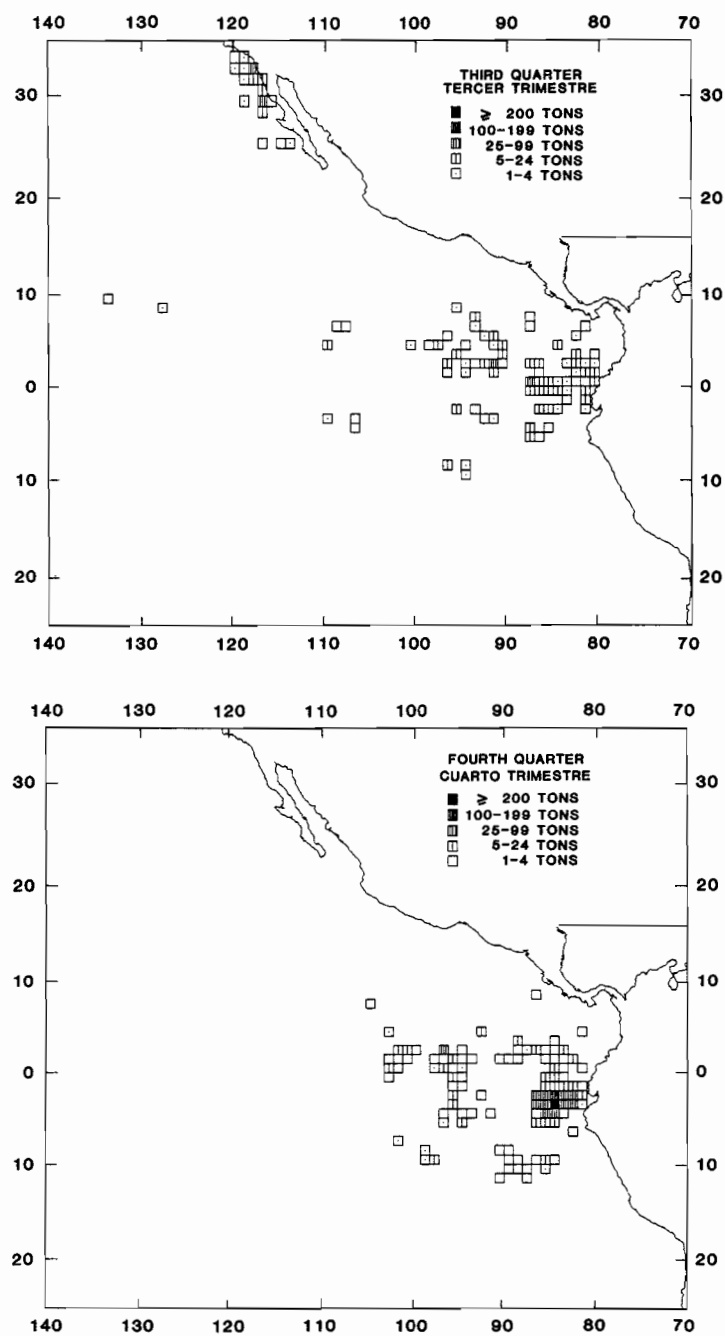 140 130 120 110 100 90 80 70
THIRD QUARTER
TERCER TRIMESTRE
≥ 200 TONS
100-199 TONS
25-99 TONS
5-24 TONS
1-4 TONS
30 30
20 20
10 10
0 0
10 10
20 20
140 130 120 110 100 90 80 70
140 130 120 110 100 90 80 70
FOURTH QUARTER
CUARTO TRIMESTRE
≥ 200 TONS
100-199 TONS
25-99 TONS
5-24 TONS
1-4 TONS
30 30
20 20
10 10
0 0
10 10
20 20
140 130 120 110 100 90 80 70